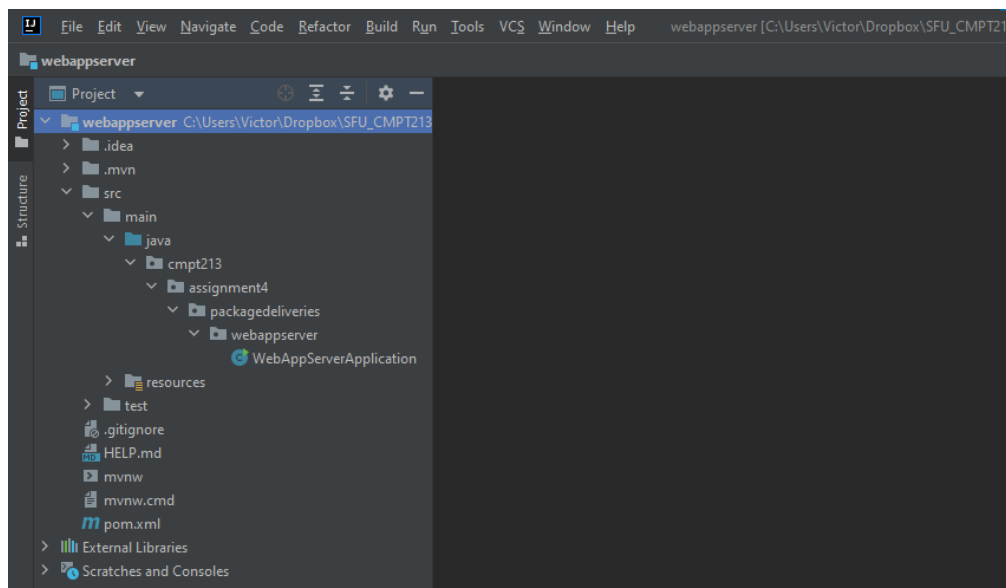 File Edit View Navigate Code Refactor Build Run Tools VCS Window Help webappserver [C:\Users\Victor\Dropbox\SFU_CMPT21
webappserver
Project
Project
webappserver C:\Users\Victor\Dropbox\SFU_CMPT213
.idea
.mvn
Structure
src
main
java
cmpt213
assignment4
packagedeliveries
webappserver
WebAppServerApplication
resources
test
.gitignore
HELP.md
mvnw
mvnw.cmd
pom.xml
External Libraries
Scratches and Consoles